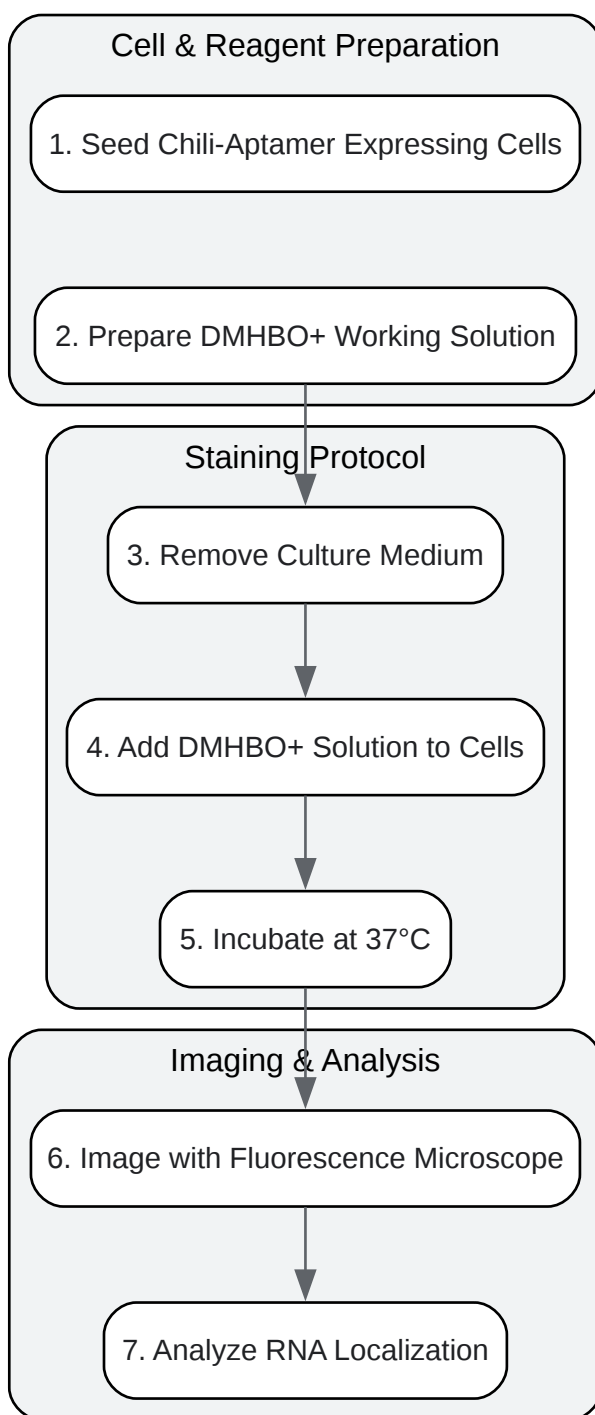 Cell & Reagent Preparation
1. Seed Chili-Aptamer Expressing Cells
2. Prepare DMHBO+ Working Solution
Staining Protocol
3. Remove Culture Medium
4. Add DMHBO+ Solution to Cells
5. Incubate at 37°C
Imaging & Analysis
6. Image with Fluorescence Microscope
7. Analyze RNA Localization